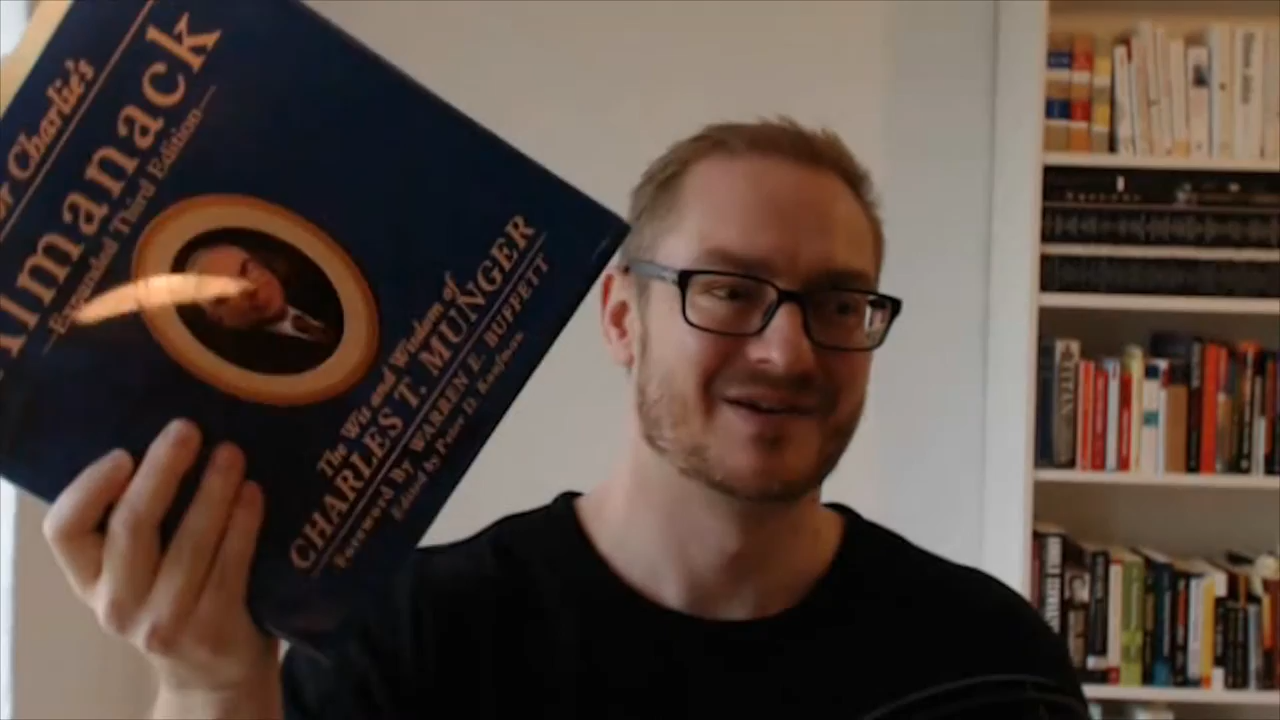 r Charlie's
Almanack
Expanded Third Edition
The Wit and Wisdom of
CHARLES T. MUNGER
Foreword By WARREN E. BUFFETT
Edited by Peter D. Kaufman